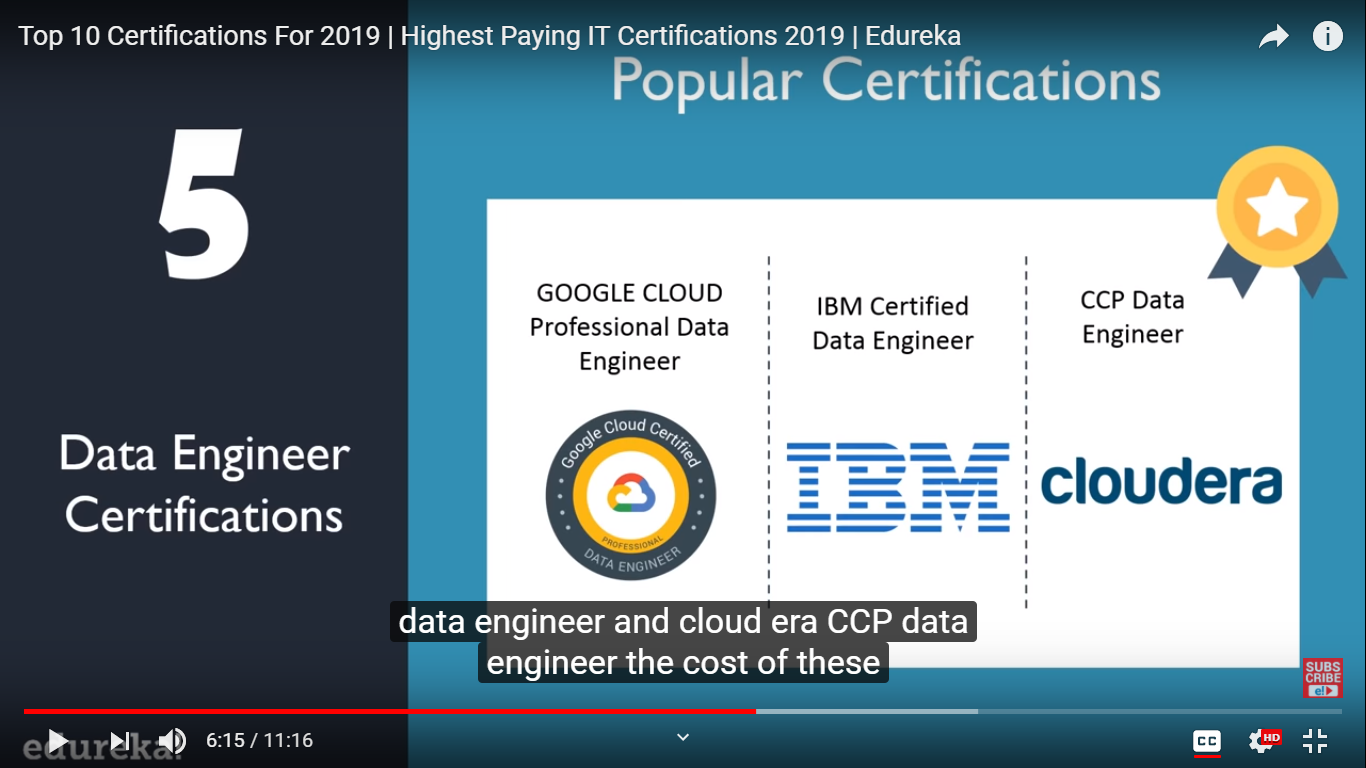 Top 10 Certifications For 2019 | Highest Paying IT Certifications 2019 | Edureka
Popular Certifications
5
Data Engineer
Certifications
GOOGLE CLOUD
Professional Data
Engineer
Google Cloud Certified
PROFESSIONAL
DATA ENGINEER
IBM Certified
Data Engineer
IBM
CCP Data
Engineer
cloudera
data engineer and cloud era CCP data
engineer the cost of these
SUBS
CRIBE
e!
edureka!
6:15 / 11:16
CC
HD